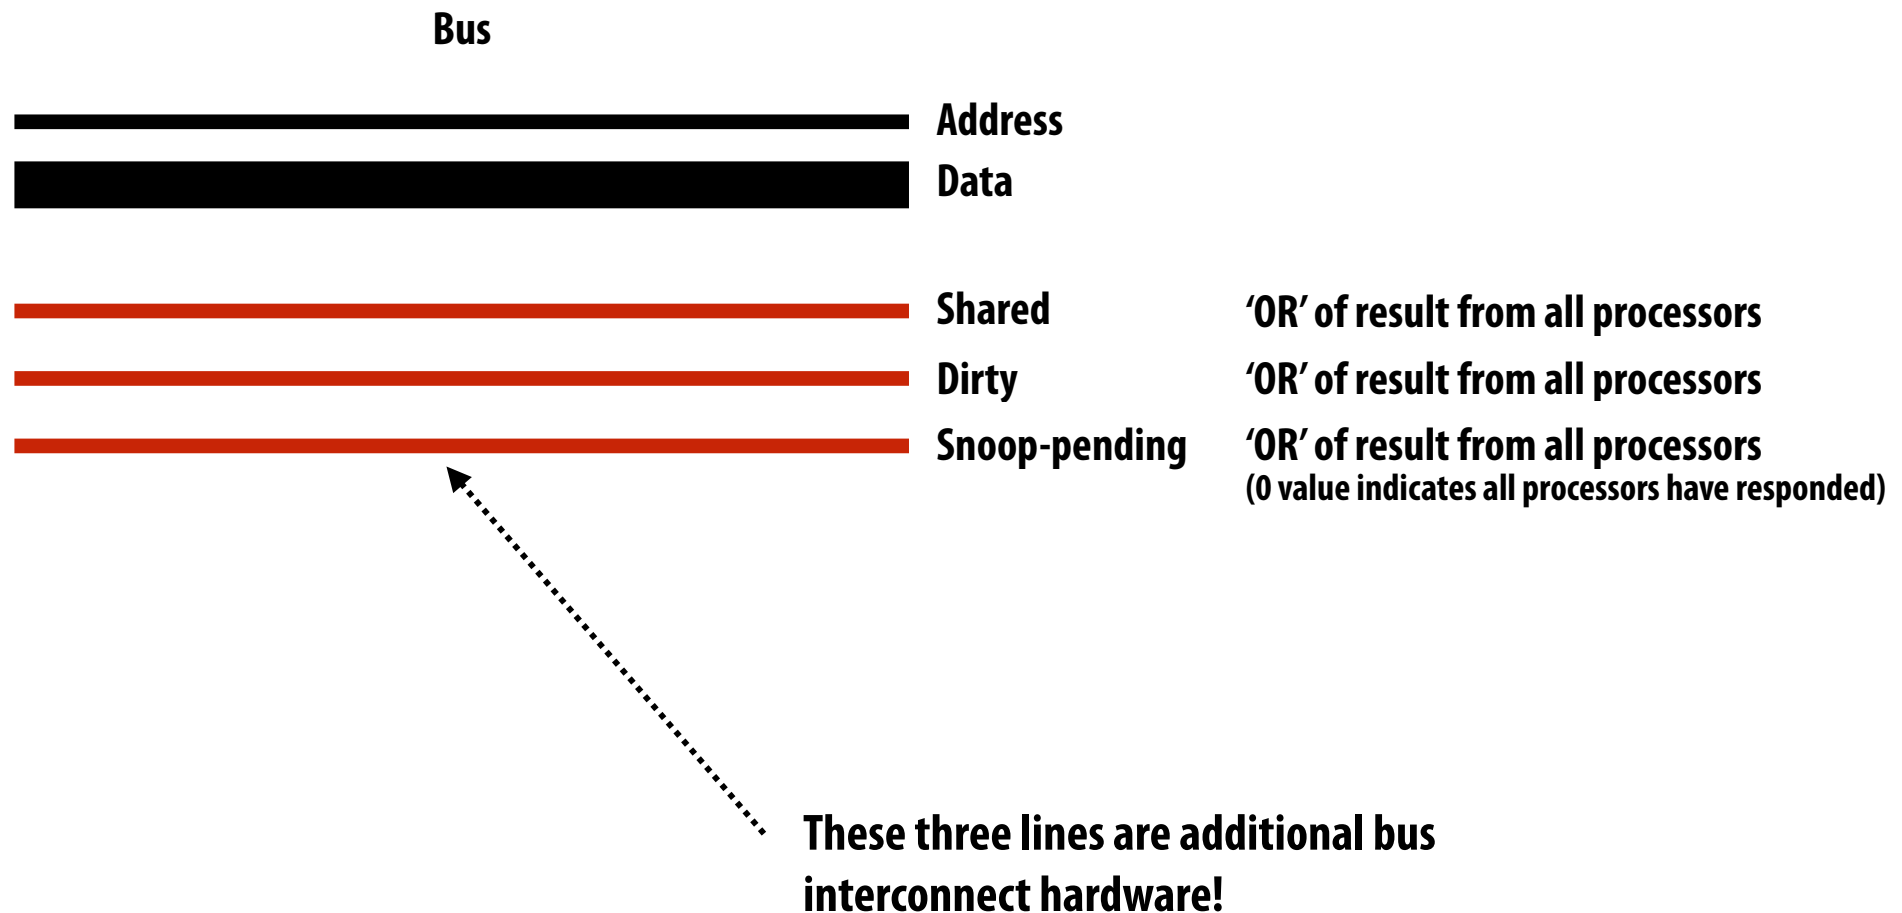 Bus
Address
Data
Shared
‘OR’ of result from all processors
Dirty
‘OR’ of result from all processors
Snoop-pending
‘OR’ of result from all processors
(0 value indicates all processors have responded)
These three lines are additional bus
interconnect hardware!